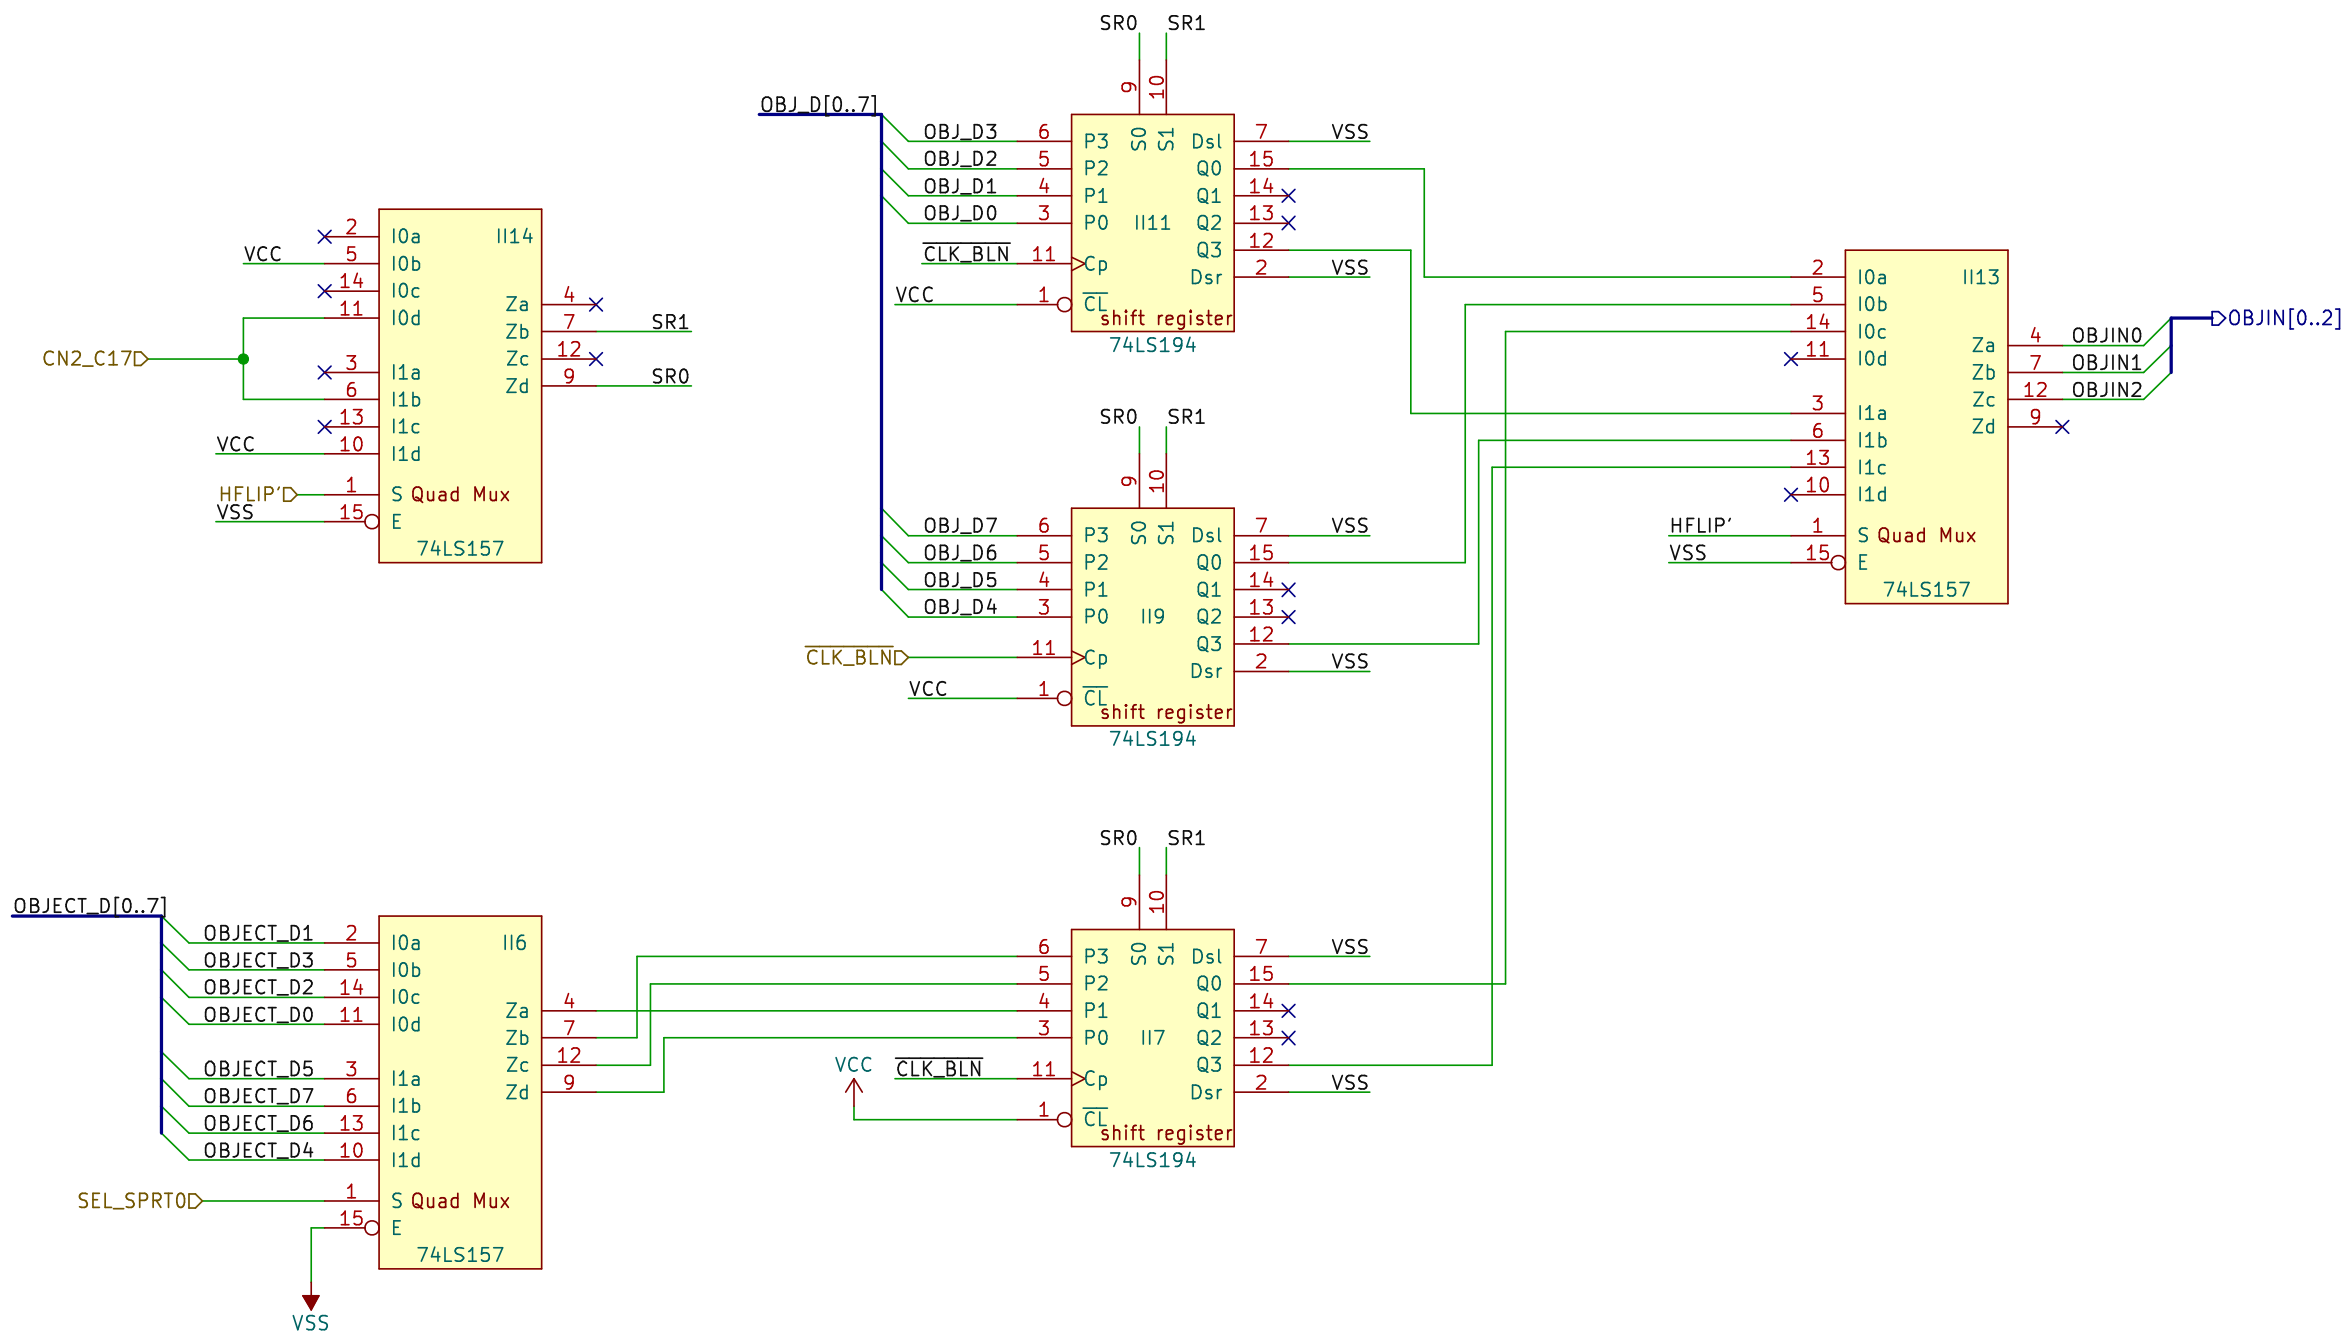 SR0 SR1
9 10
OBJ_D[0..7]
OBJ_D3 6 P3 S0 S1 Dsl 7 VSS
OBJ_D2 5 P2 Q0 15
OBJ_D1 4 P1 Q1 14
OBJ_D0 3 P0 II11 Q2 13
Q3 12
CLK_BLN 11 Cp
Dsr 2 VSS
VCC 1 CL
shift register
74LS194
2 I0a II14
VCC 5 I0b
14 I0c
11 I0d
Za 4
Zb 7 SR1
CN2_C17
Zc 12
3 I1a
Zd 9 SR0
6 I1b
13 I1c
VCC 10 I1d
HFLIP' 1 S Quad Mux
VSS 15 E
74LS157
2 I0a II13
5 I0b
14 I0c
11 I0d
OBJIN[0..2]
Za 4 OBJIN0
Zb 7 OBJIN1
Zc 12 OBJIN2
3 I1a
Zd 9
6 I1b
13 I1c
10 I1d
HFLIP' 1 S Quad Mux
VSS 15 E
74LS157
SR0 SR1
9 10
OBJ_D7 6 P3 S0 S1 Dsl 7 VSS
OBJ_D6 5 P2 Q0 15
OBJ_D5 4 P1 Q1 14
OBJ_D4 3 P0 II9 Q2 13
Q3 12
CLK_BLN 11 Cp
Dsr 2 VSS
VCC 1 CL
shift register
74LS194
OBJECT_D[0..7]
OBJECT_D1 2 I0a II6
OBJECT_D3 5 I0b
OBJECT_D2 14 I0c
OBJECT_D0 11 I0d
Za 4
Zb 7
Zc 12
Zd 9
OBJECT_D5 3 I1a
OBJECT_D7 6 I1b
OBJECT_D6 13 I1c
OBJECT_D4 10 I1d
SEL_SPRT0 1 S Quad Mux
15 E
74LS157
VSS
SR0 SR1
9 10
6 P3 S0 S1 Dsl 7 VSS
5 P2 Q0 15
4 P1 Q1 14
3 P0 II7 Q2 13
VCC Q3 12
CLK_BLN 11 Cp
Dsr 2 VSS
1 CL
shift register
74LS194